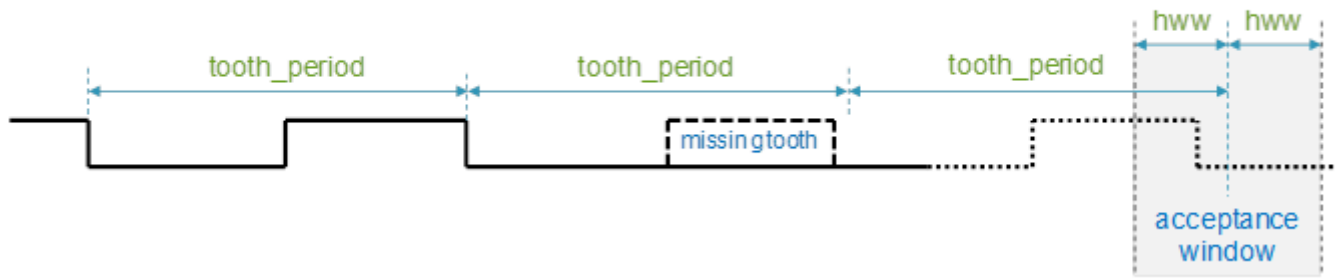 hww hww
tooth_period tooth_period tooth_period
missingtooth
acceptance
window